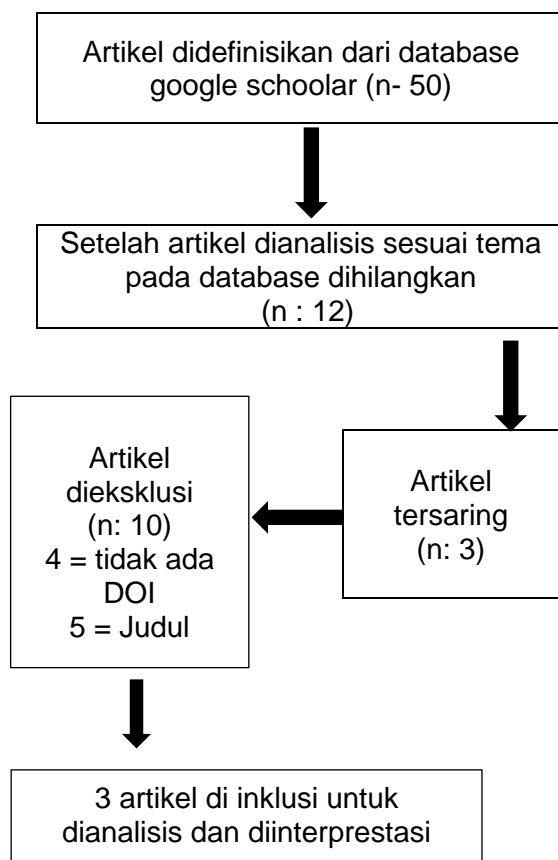 Artikel didefinisikan dari database
google schoolar (n- 50)
Setelah artikel dianalisis sesuai tema
pada database dihilangkan
(n : 12)
Artikel
tersaring
(n: 3)
Artikel
dieksklusi
(n: 10)
4 = tidak ada
DOI
5 = Judul
3 artikel di inklusi untuk
dianalisis dan diinterprestasi